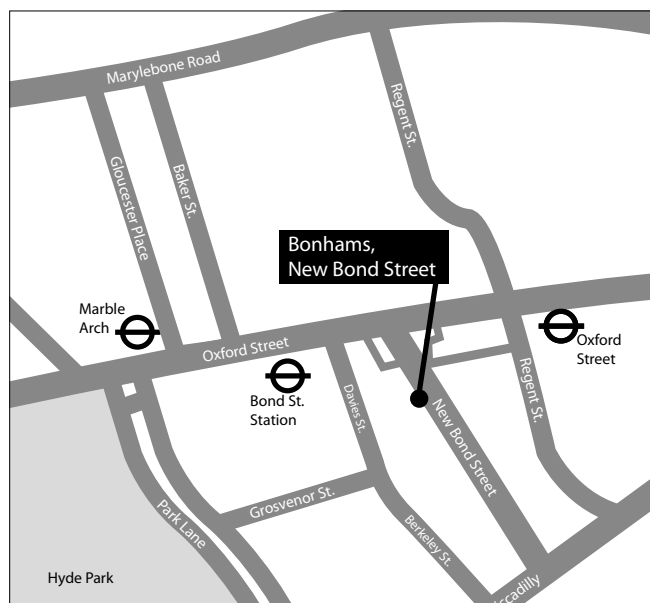 Marylebone Road
Regent St.
Gloucester Place
Baker St.
Bonhams,
New Bond Street
Marble
Arch
Oxford Street
Oxford
Street
Bond St.
Station
Davies St.
Regent St.
New Bond Street
Grosvenor St.
Park Lane
Berkeley St.
Hyde Park
ccadilly